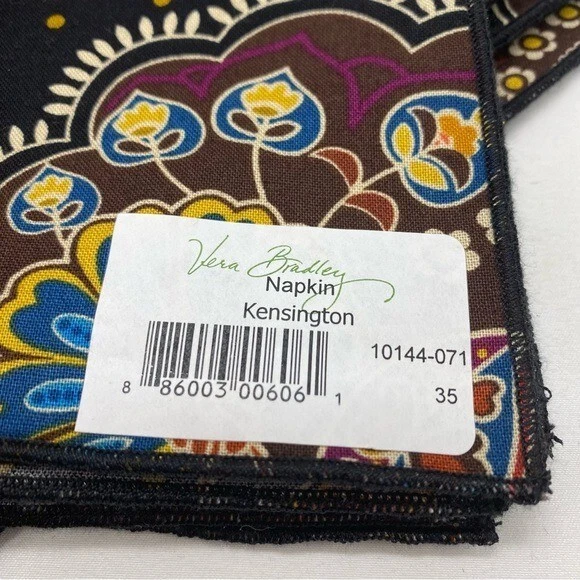 Vera Bradley
Napkin
Kensington
10144-071
8 86003 00606 1
35